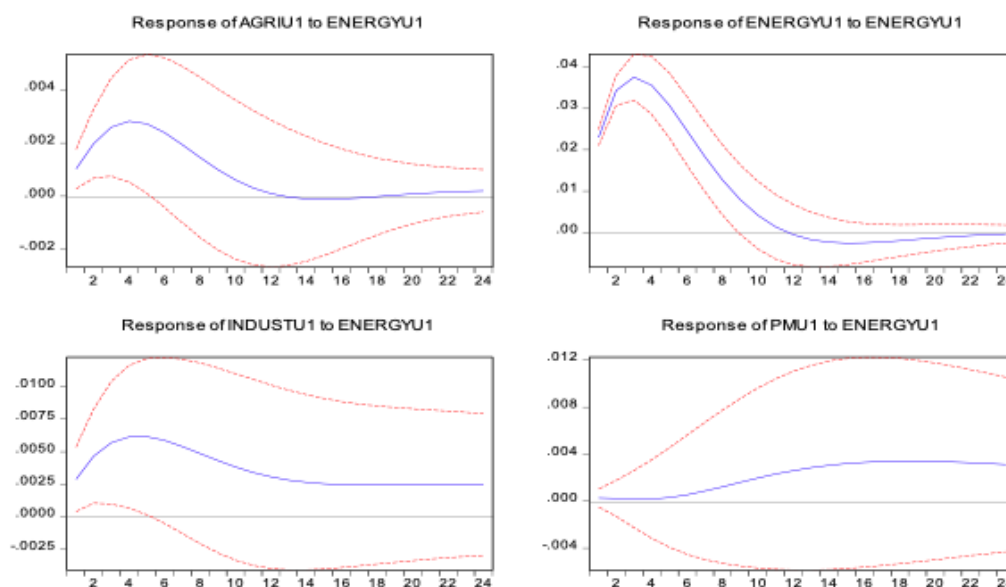 Response of AGRIU1 to ENERGYU1
.004
.002
.000
-.002
2 4 6 8 10 12 14 16 18 20 22 24
Response of ENERGYU1 to ENERGYU1
.04
.03
.02
.01
.00
2 4 6 8 10 12 14 16 18 20 22 2
Response of INDUSTU1 to ENERGYU1
.0100
.0075
.0050
.0025
.0000
-.0025
2 4 6 8 10 12 14 16 18 20 22 24
Response of PMU1 to ENERGYU1
.012
.008
.004
.000
-.004
2 4 6 8 10 12 14 16 18 20 22 2